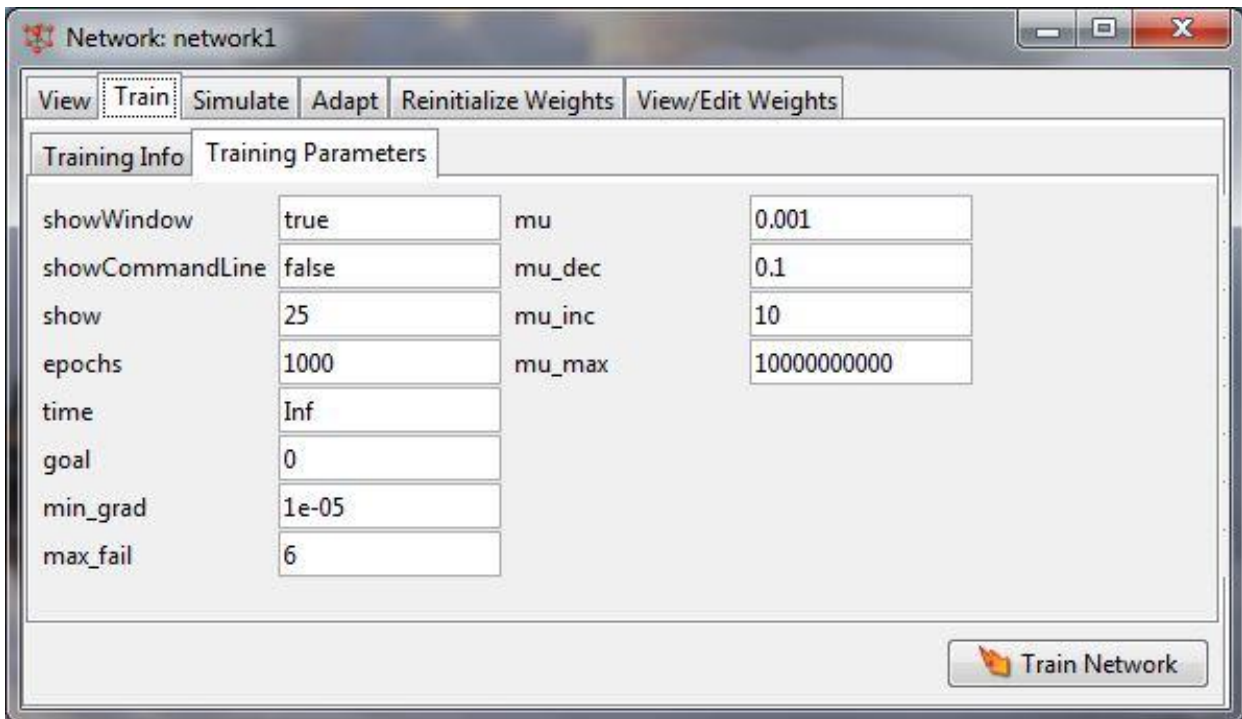 Network: network1
View Train Simulate Adapt Reinitialize Weights View/Edit Weights
Training Info Training Parameters
showWindow true mu 0.001
showCommandLine false mu_dec 0.1
show 25 mu_inc 10
epochs 1000 mu_max 10000000000
time Inf
goal 0
min_grad 1e-05
max_fail 6
Train Network